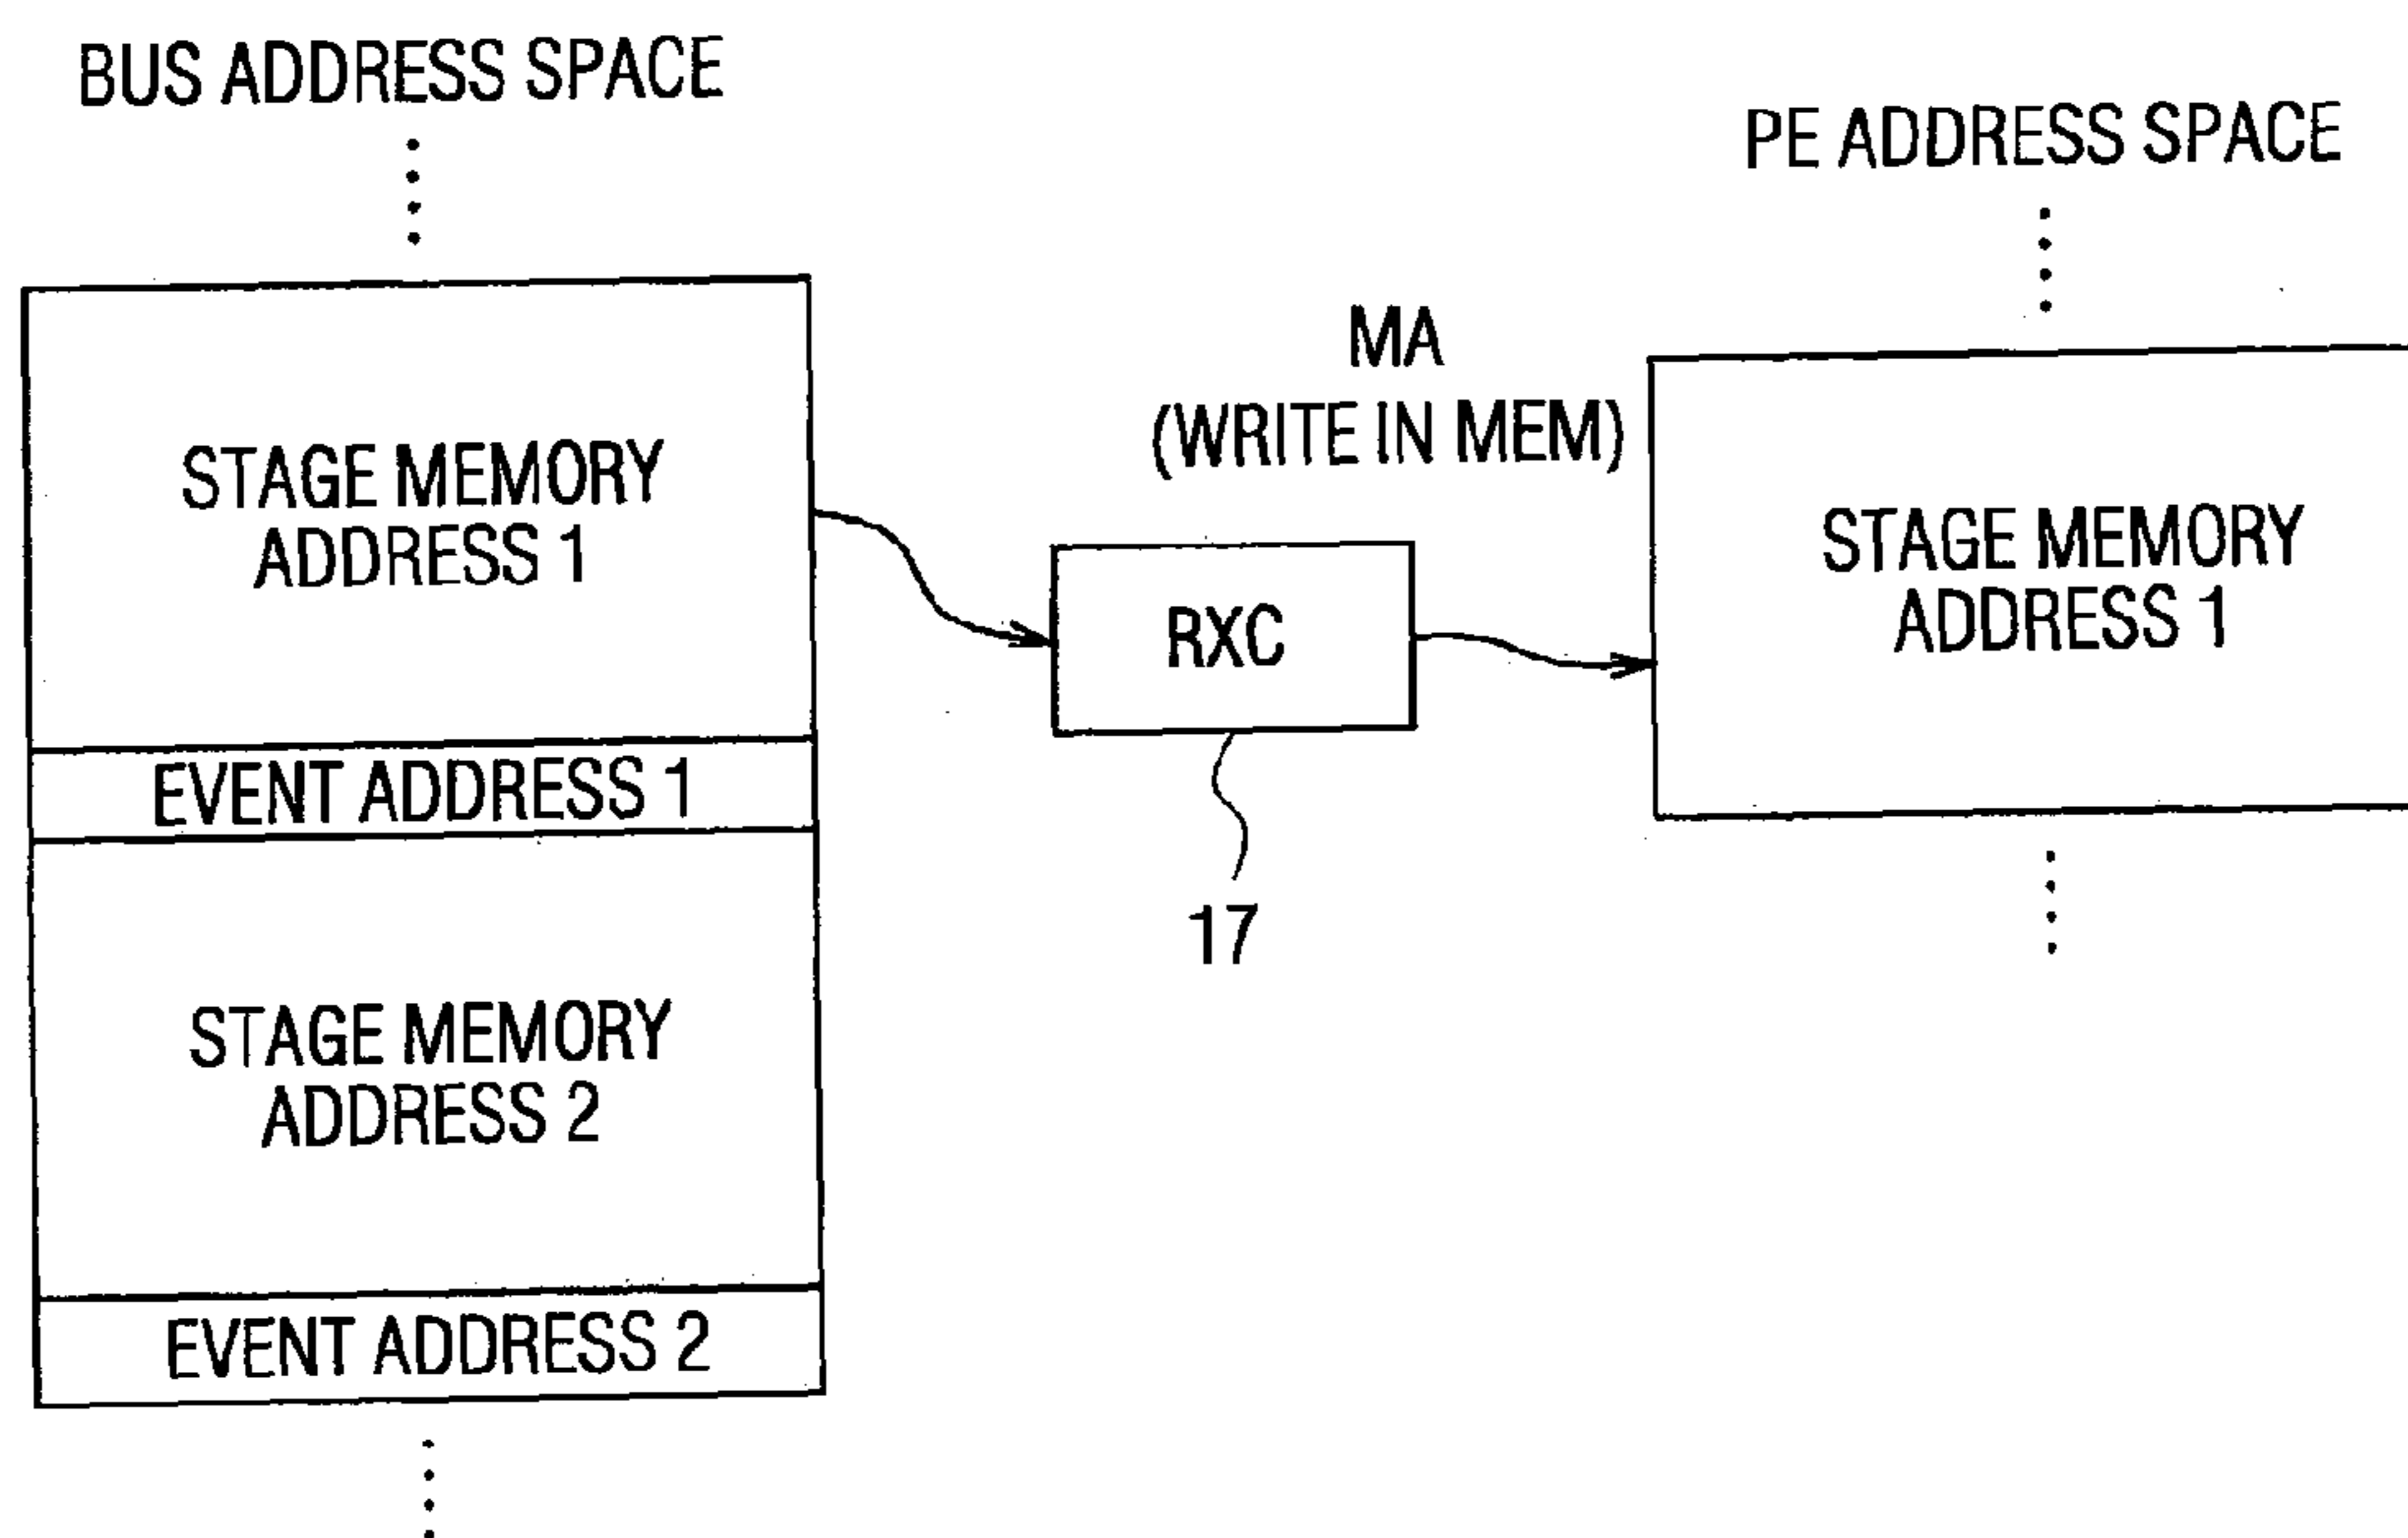 BUS ADDRESS SPACE
STAGE MEMORY
ADDRESS 1
EVENT ADDRESS 1
STAGE MEMORY
ADDRESS 2
EVENT ADDRESS 2
MA
(WRITE IN MEM)
RXC
17
PE ADDRESS SPACE
STAGE MEMORY
ADDRESS 1